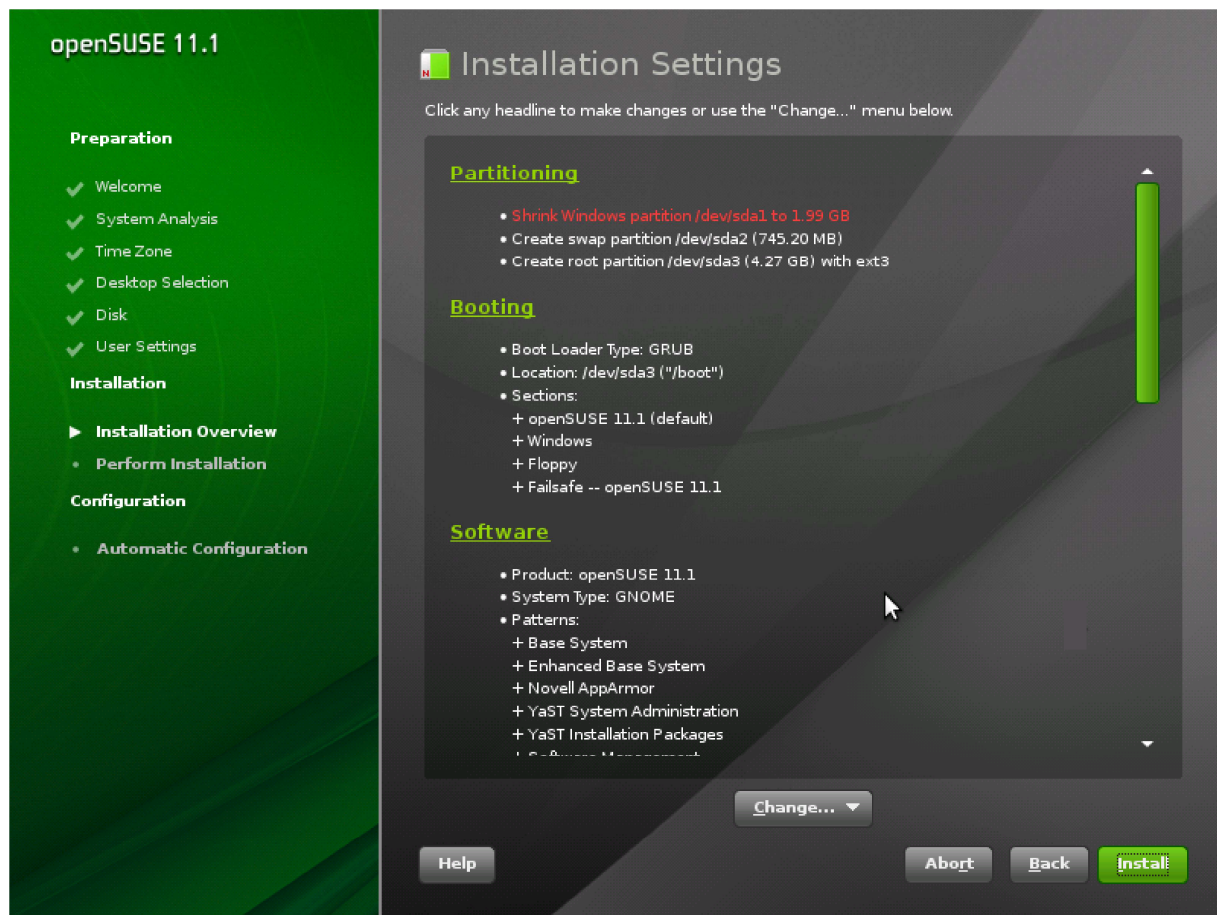 openSUSE 11.1
Preparation
Welcome
System Analysis
Time Zone
Desktop Selection
Disk
User Settings
Installation
Installation Overview
Perform Installation
Configuration
Automatic Configuration
N
Installation Settings
Click any headline to make changes or use the "Change..." menu below.
Partitioning
• Shrink Windows partition /dev/sda1 to 1.99 GB
• Create swap partition /dev/sda2 (745.20 MB)
• Create root partition /dev/sda3 (4.27 GB) with ext3
Booting
• Boot Loader Type: GRUB
• Location: /dev/sda3 ("/boot")
• Sections:
+ openSUSE 11.1 (default)
+ Windows
+ Floppy
+ Failsafe -- openSUSE 11.1
Software
• Product: openSUSE 11.1
• System Type: GNOME
• Patterns:
+ Base System
+ Enhanced Base System
+ Novell AppArmor
+ YaST System Administration
+ YaST Installation Packages
+ Software Management
Change...
Help
Abort
Back
Install